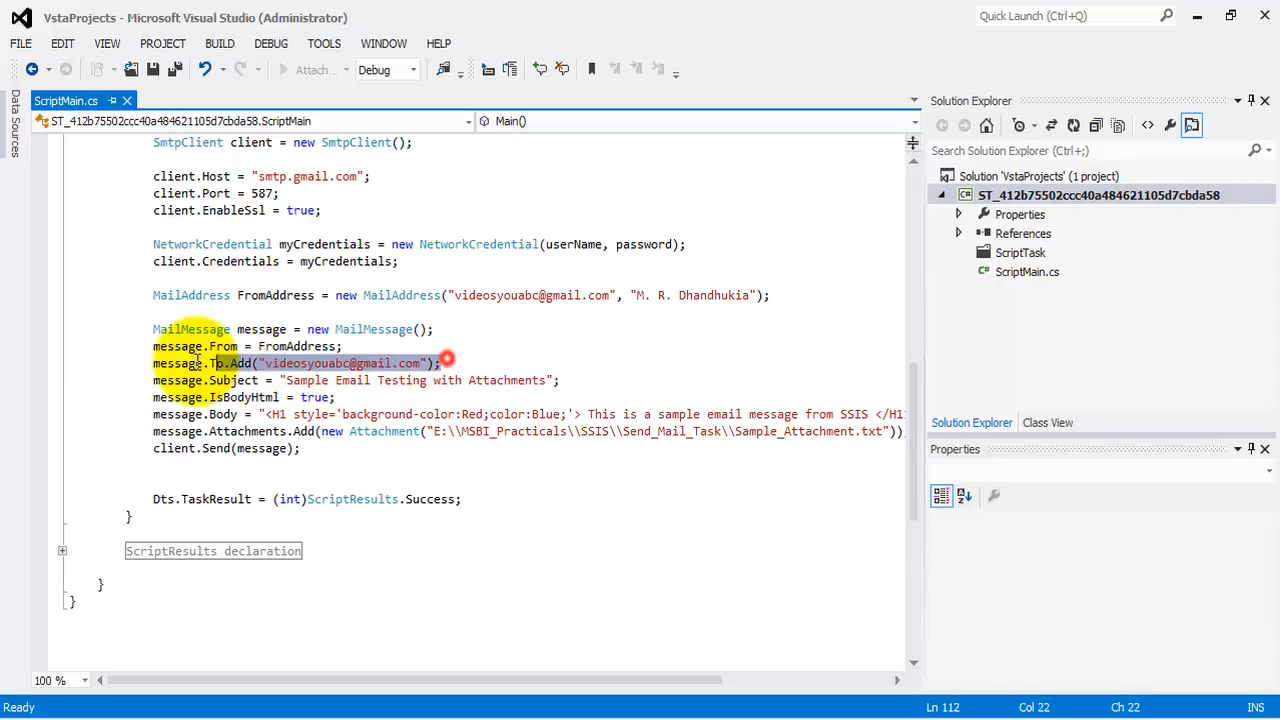 VstaProjects - Microsoft Visual Studio (Administrator)
Quick Launch (Ctrl+Q)
FILE EDIT VIEW PROJECT BUILD DEBUG TOOLS WINDOW HELP
Attach... Debug
Data Sources
ScriptMain.cs
ST_412b75502ccc40a484621105d7cbda58.ScriptMain
Main()
SmtpClient client = new SmtpClient();
client.Host = "smtp.gmail.com";
client.Port = 587;
client.EnableSsl = true;
NetworkCredential myCredentials = new NetworkCredential(userName, password);
client.Credentials = myCredentials;
MailAddress FromAddress = new MailAddress("videosyouabc@gmail.com", "M. R. Dhandhukia");
MailMessage message = new MailMessage();
message.From = FromAddress;
message.To.Add("videosyouabc@gmail.com");
message.Subject = "Sample Email Testing with Attachments";
message.IsBodyHtml = true;
message.Body = "<H1 style='background-color:Red;color:Blue;'> This is a sample email message from SSIS </H1
message.Attachments.Add(new Attachment("E:\\MSBI_Practicals\\SSIS\\Send_Mail_Task\\Sample_Attachment.txt"))
client.Send(message);
Dts.TaskResult = (int)ScriptResults.Success;
}
ScriptResults declaration
}
}
100 %
Solution Explorer
Search Solution Explorer (Ctrl+;)
Solution 'VstaProjects' (1 project)
ST_412b75502ccc40a484621105d7cbda58
Properties
References
ScriptTask
ScriptMain.cs
Solution Explorer Class View
Properties
Ready
Ln 112 Col 22 Ch 22 INS